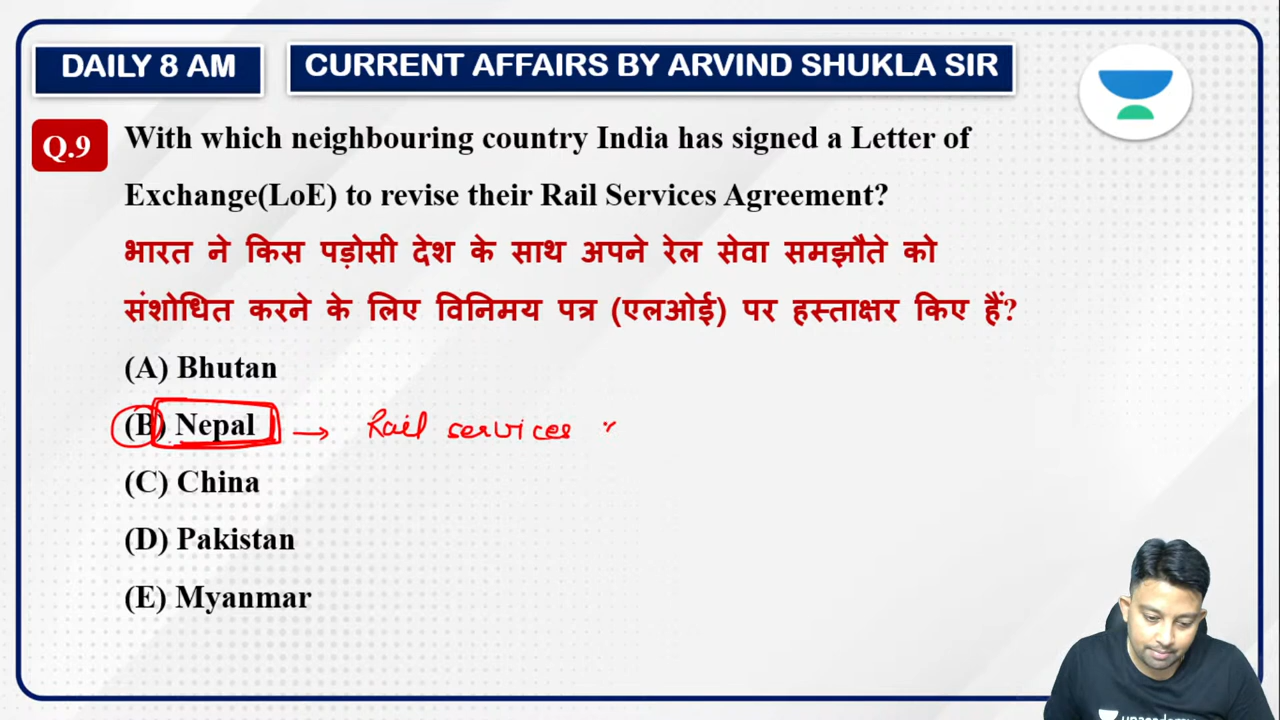 DAILY 8 AM
CURRENT AFFAIRS BY ARVIND SHUKLA SIR
Q.9
With which neighbouring country India has signed a Letter of
Exchange(LoE) to revise their Rail Services Agreement?
भारत ने किस पड़ोसी देश के साथ अपने रेल सेवा समझौते को
संशोधित करने के लिए विनिमय पत्र (एलओई) पर हस्ताक्षर किए हैं?
(A) Bhutan
(B) Nepal → Rail services
(C) China
(D) Pakistan
(E) Myanmar